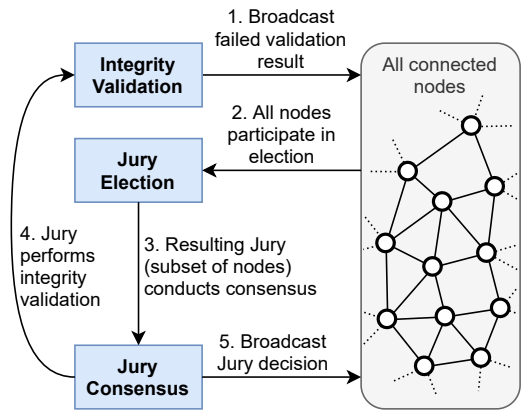 1. Broadcast
failed validation
result
Integrity
Validation
All connected
nodes
2. All nodes
participate in
election
Jury
Election
4. Jury
performs
integrity
validation
3. Resulting Jury
(subset of nodes)
conducts consensus
5. Broadcast
Jury decision
Jury
Consensus